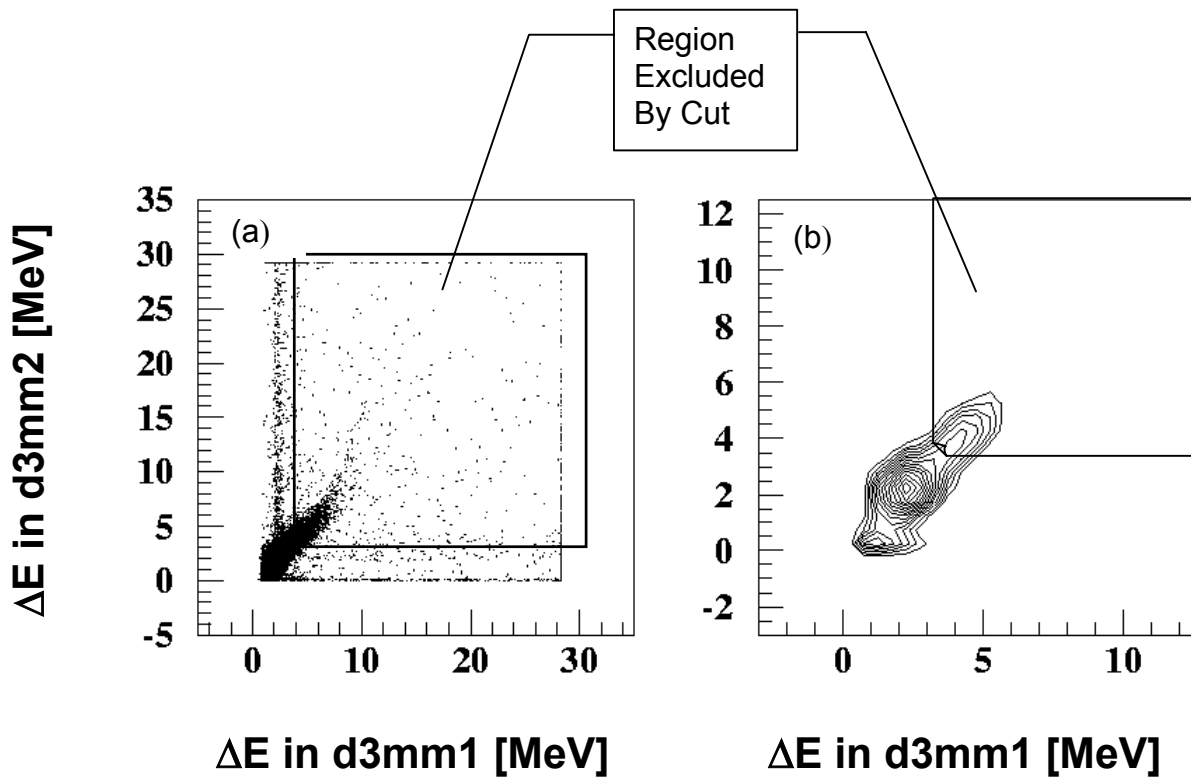 Region
Excluded
By Cut
ΔE in d3mm2 [MeV]
(a)
35
30
25
20
15
10
5
0
-5
0 10 20 30
ΔE in d3mm1 [MeV]
(b)
12
10
8
6
4
2
0
-2
0 5 10
ΔE in d3mm1 [MeV]